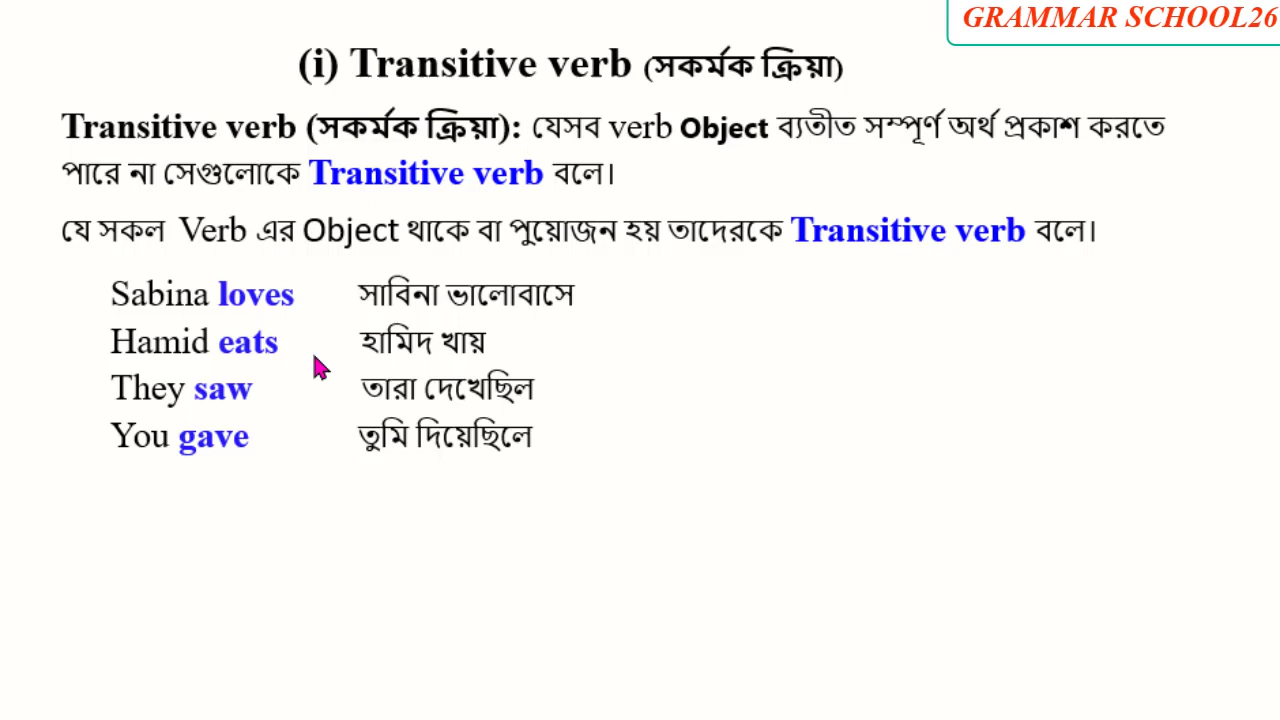 GRAMMAR SCHOOL26
(i) Transitive verb (সকর্মক ক্রিয়া)
Transitive verb (সকর্মক ক্রিয়া): যেসব verb Object ব্যতীত সম্পূর্ণ অর্থ প্রকাশ করতে
পারে না সেগুলোকে Transitive verb বলে।
যে সকল Verb এর Object থাকে বা পুয়োজন হয় তাদেরকে Transitive verb বলে।
Sabina loves সাবিনা ভালোবাসে
Hamid eats হামিদ খায়
They saw তারা দেখেছিল
You gave তুমি দিয়েছিলে